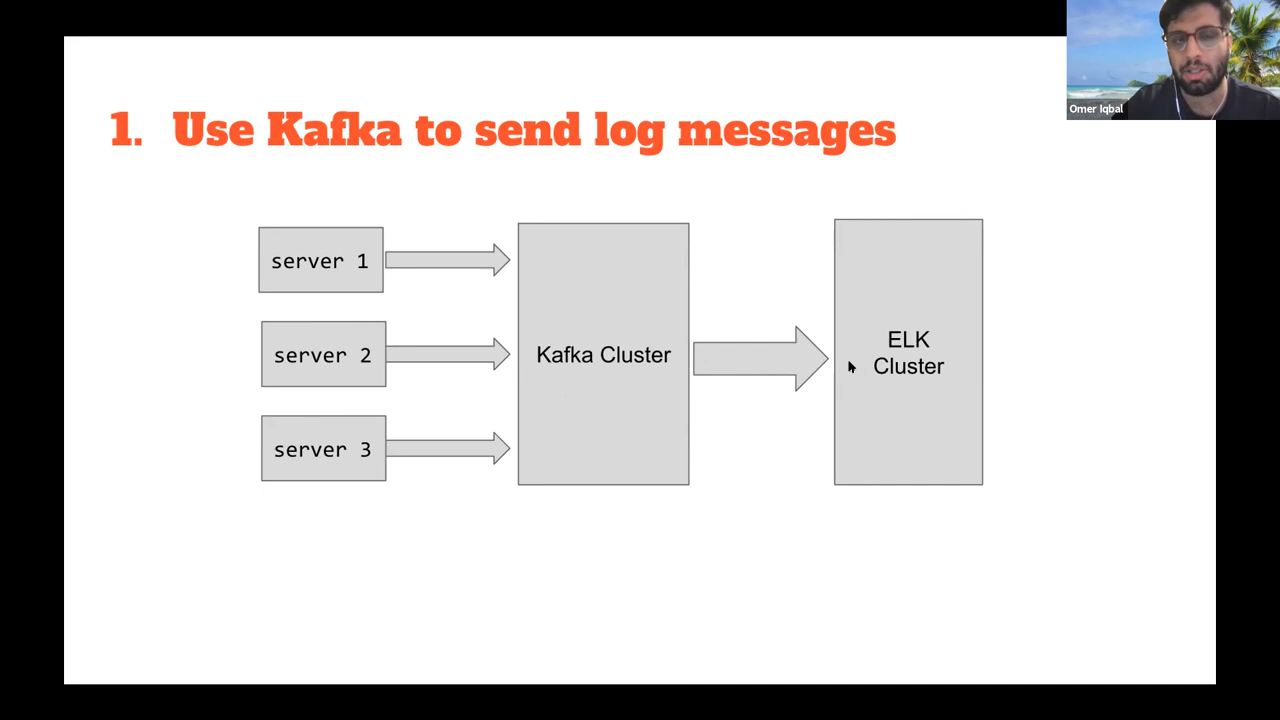 Omer Iqbal
1. Use Kafka to send log messages
server 1
server 2
server 3
Kafka Cluster
ELK
Cluster